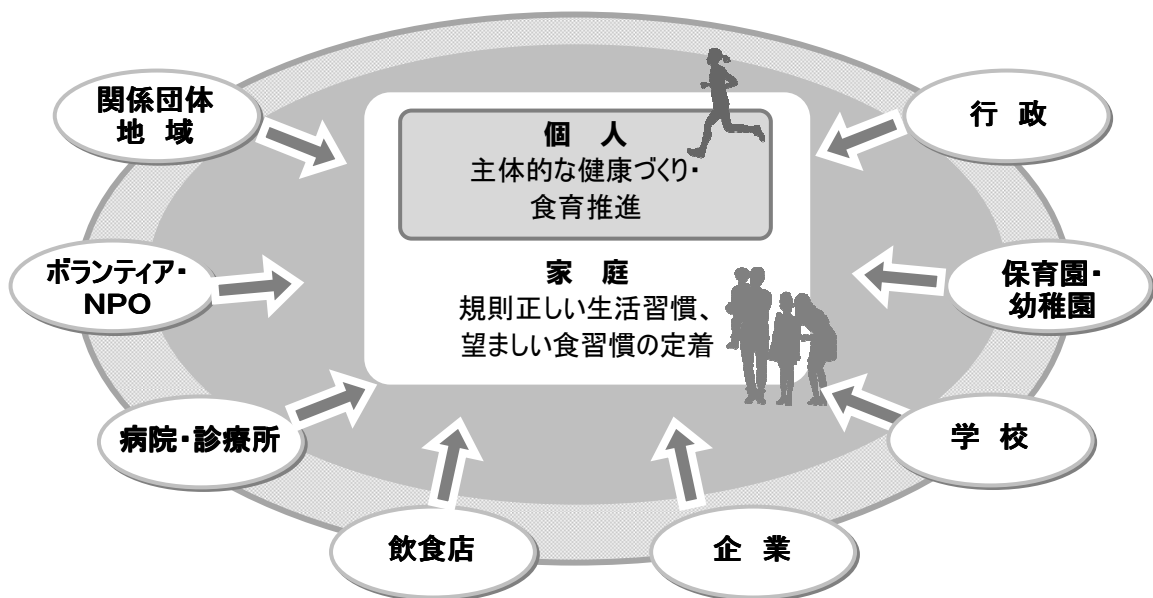 関係団体
地 域
行 政
個 人
主体的な健康づくり・
食育推進
ボランティア・
NPO
家 庭
規則正しい生活習慣、
望ましい食習慣の定着
保育園・
幼稚園
病院・診療所
学 校
飲食店
企 業